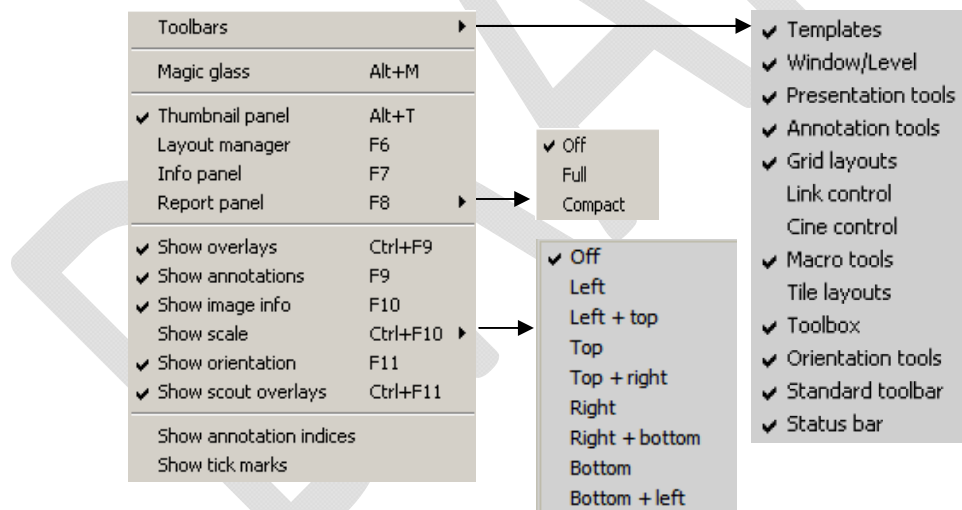 Toolbars
Magic glass Alt+M
Thumbnail panel Alt+T
Layout manager F6
Info panel F7
Report panel F8
Show overlays Ctrl+F9
Show annotations F9
Show image info F10
Show scale Ctrl+F10
Show orientation F11
Show scout overlays Ctrl+F11
Show annotation indices
Show tick marks
Off
Full
Compact
Off
Left
Left + top
Top
Top + right
Right
Right + bottom
Bottom
Bottom + left
Templates
Window/Level
Presentation tools
Annotation tools
Grid layouts
Link control
Cine control
Macro tools
Tile layouts
Toolbox
Orientation tools
Standard toolbar
Status bar